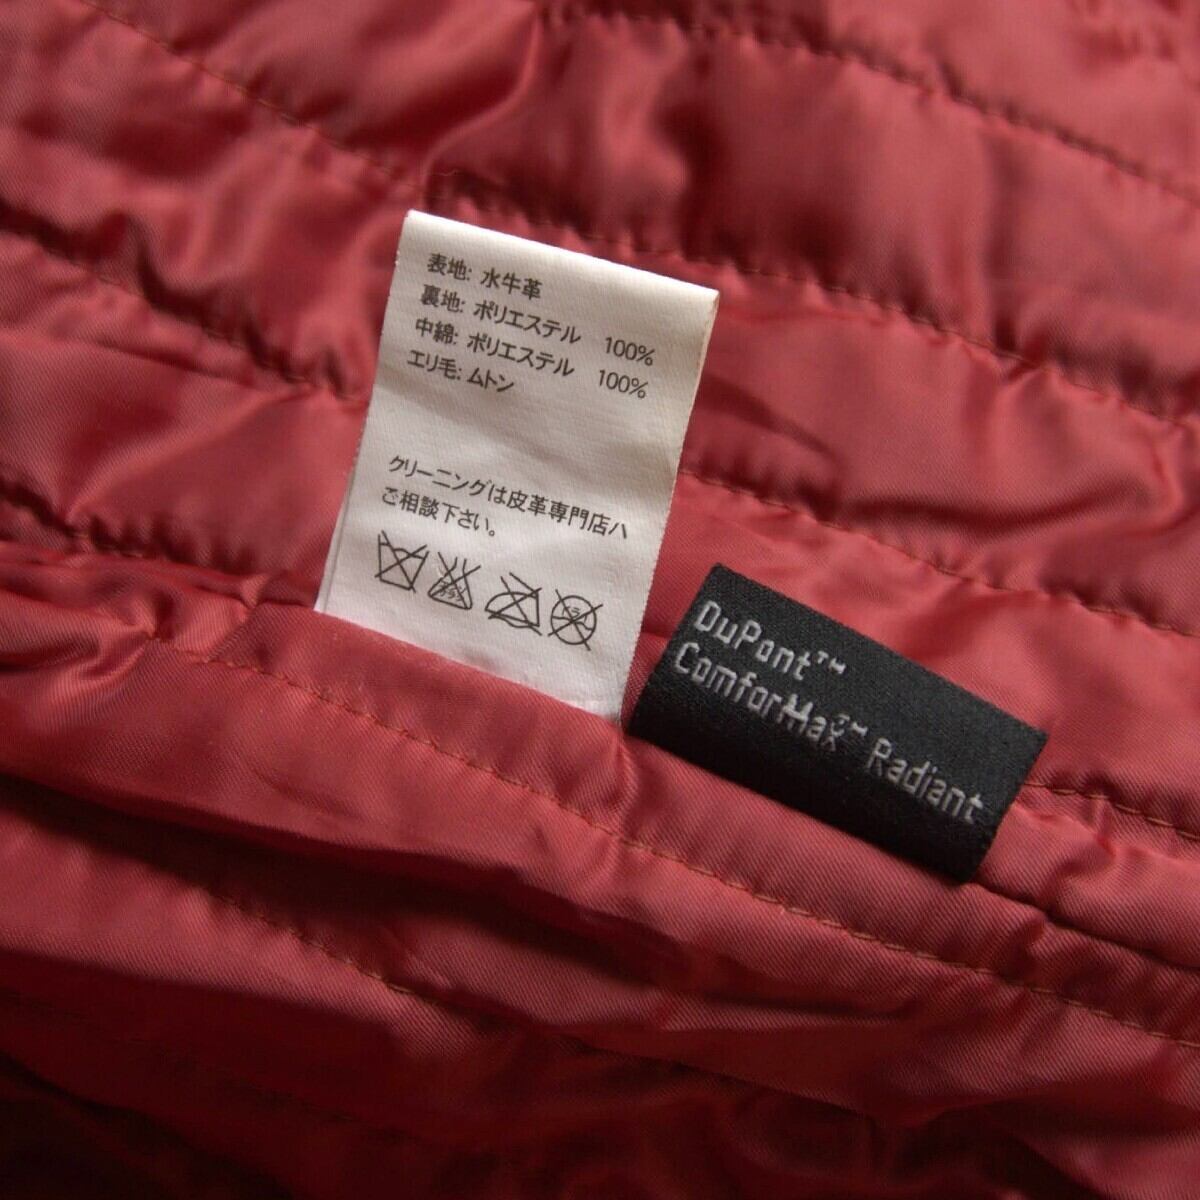 表地: 水牛革
裏地: ポリエステル 100%
中綿: ポリエステル 100%
エリ毛: ムトン
クリーニングは皮革専門店ハ
ご相談下さい。
DuPont™
ComforMax™ Radiant